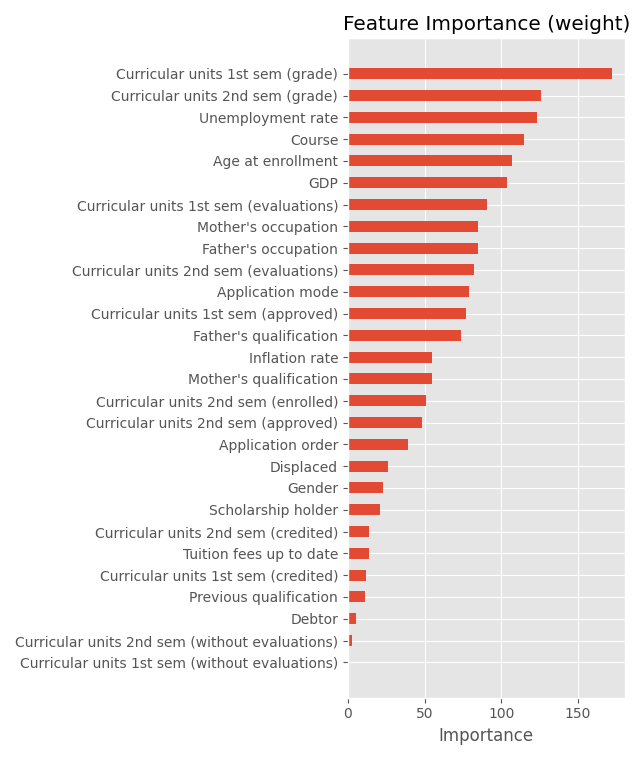 Feature Importance (weight)
Curricular units 1st sem (grade)
Curricular units 2nd sem (grade)
Unemployment rate
Course
Age at enrollment
GDP
Curricular units 1st sem (evaluations)
Mother's occupation
Father's occupation
Curricular units 2nd sem (evaluations)
Application mode
Curricular units 1st sem (approved)
Father's qualification
Inflation rate
Mother's qualification
Curricular units 2nd sem (enrolled)
Curricular units 2nd sem (approved)
Application order
Displaced
Gender
Scholarship holder
Curricular units 2nd sem (credited)
Tuition fees up to date
Curricular units 1st sem (credited)
Previous qualification
Debtor
Curricular units 2nd sem (without evaluations)
Curricular units 1st sem (without evaluations)
0 50 100 150
Importance